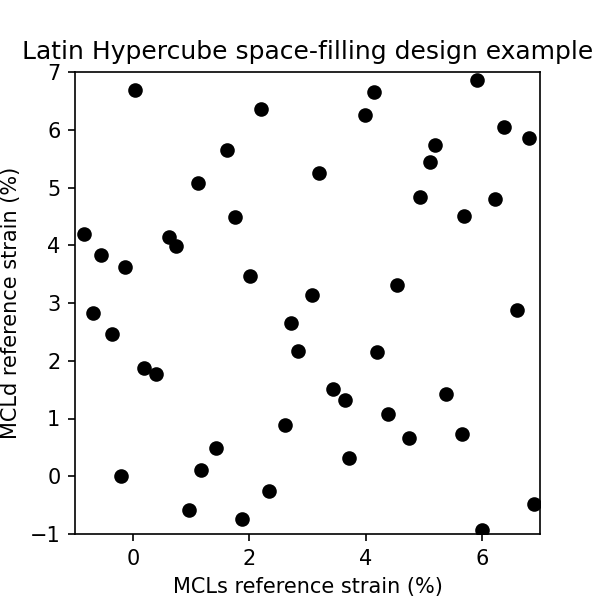 Latin Hypercube space-filling design example
MCLd reference strain (%)
7
6
5
4
3
2
1
0
−1
0 2 4 6
MCLs reference strain (%)